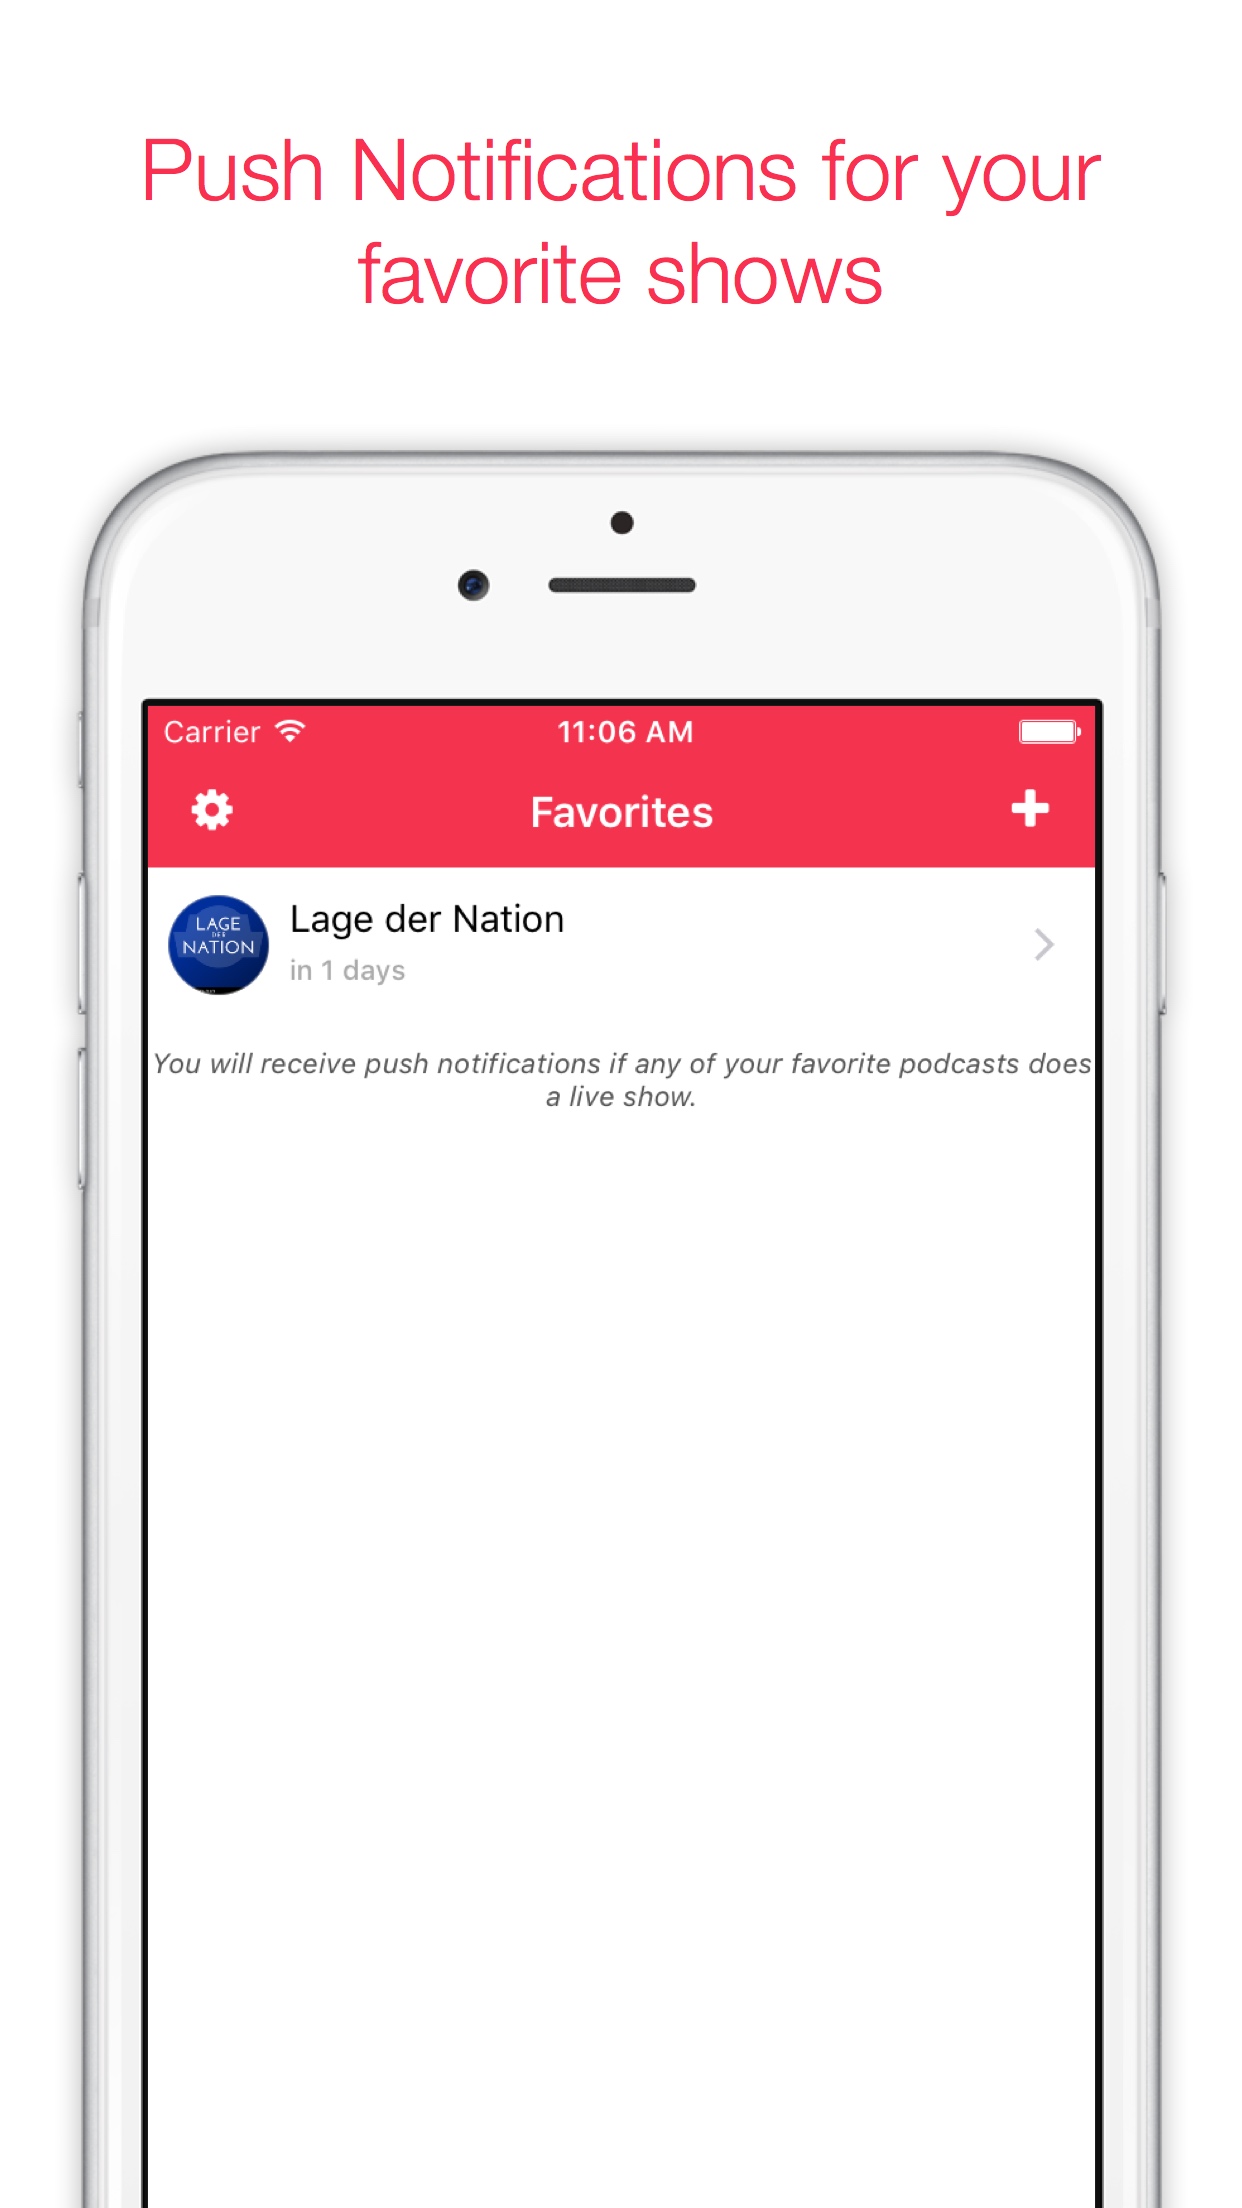 Push Notifications for your
favorite shows
Carrier
11:06 AM
Favorites
LAGE
DER
NATION
Lage der Nation
in 1 days
You will receive push notifications if any of your favorite podcasts does
a live show.